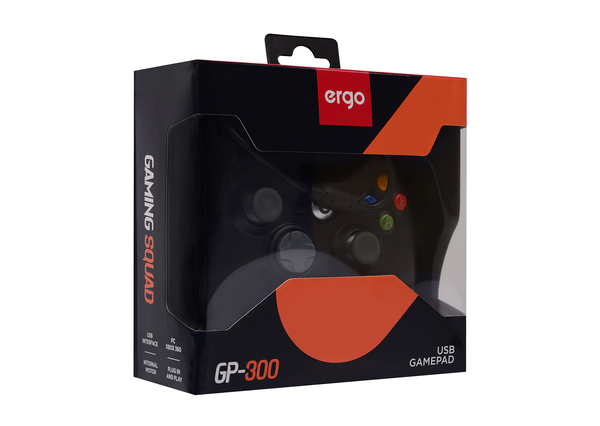 ergo
GAMING SQUAD
USB
INTERFACE
PC
XBOX 360
INTERNAL
MOTOR
PLUG IN
AND PLAY
GP-300
USB
GAMEPAD